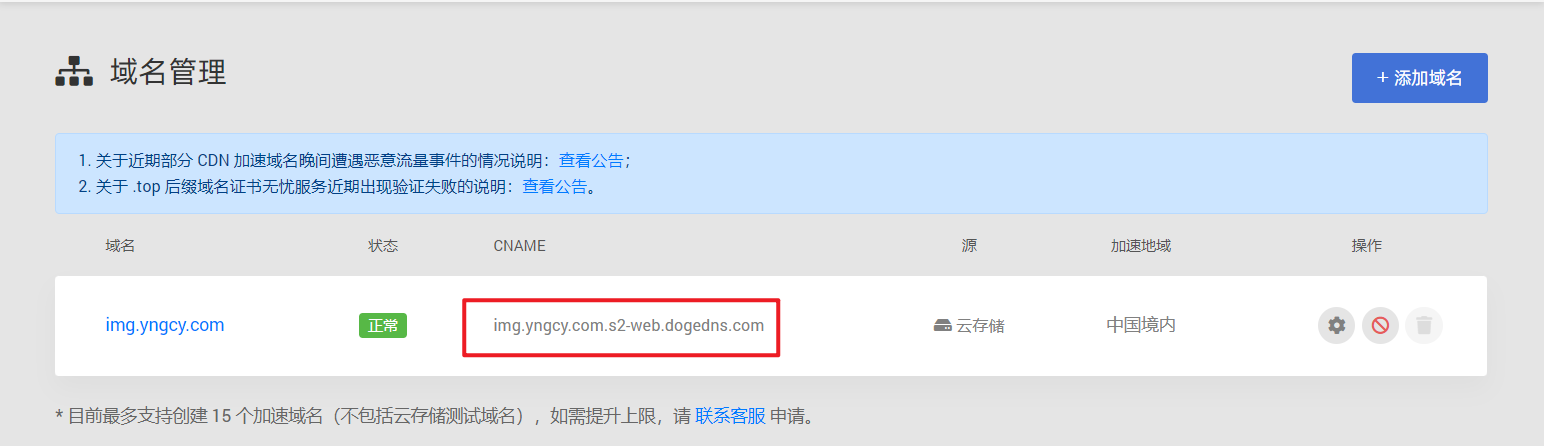 域名管理
+ 添加域名
1. 关于近期部分 CDN 加速域名晚间遭遇恶意流量事件的情况说明：查看公告；
2. 关于 .top 后缀域名证书无忧服务近期出现验证失败的说明：查看公告。
域名 状态 CNAME 源 加速地域 操作
img.yngcy.com 正常 img.yngcy.com.s2-web.dogedns.com 云存储 中国境内
* 目前最多支持创建 15 个加速域名（不包括云存储测试域名），如需提升上限，请 联系客服 申请。